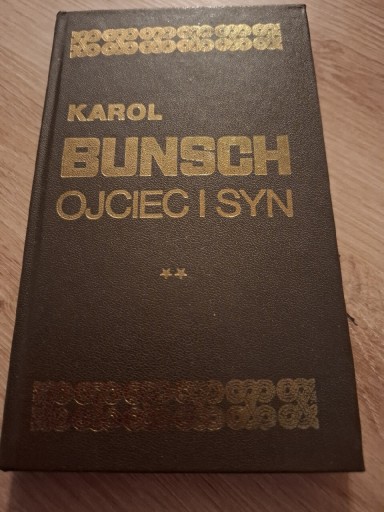 KAROL
BUNSCH
OJCIEC I SYN
**